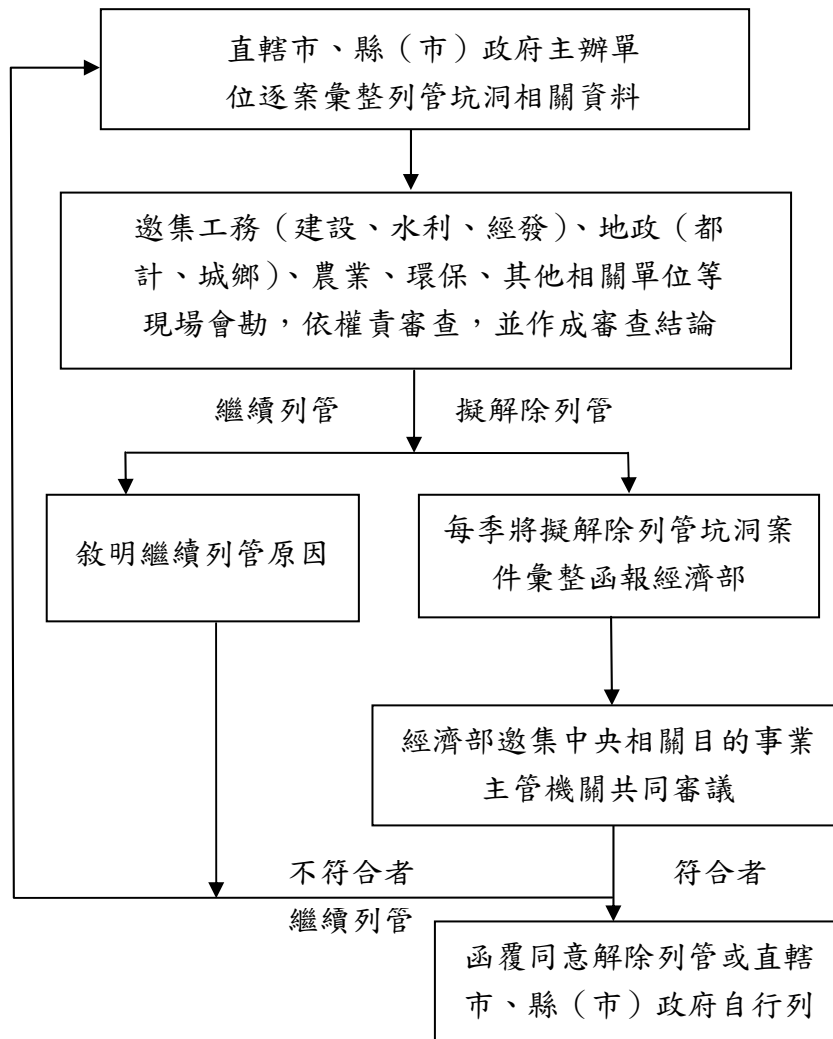 直轄市、縣（市）政府主辦單
位逐案彙整列管坑洞相關資料
邀集工務（建設、水利、經發）、地政（都
計、城鄉）、農業、環保、其他相關單位等
現場會勘，依權責審查，並作成審查結論
繼續列管
擬解除列管
敘明繼續列管原因
每季將擬解除列管坑洞案
件彙整函報經濟部
經濟部邀集中央相關目的事業
主管機關共同審議
不符合者
符合者
繼續列管
函覆同意解除列管或直轄
市、縣（市）政府自行列